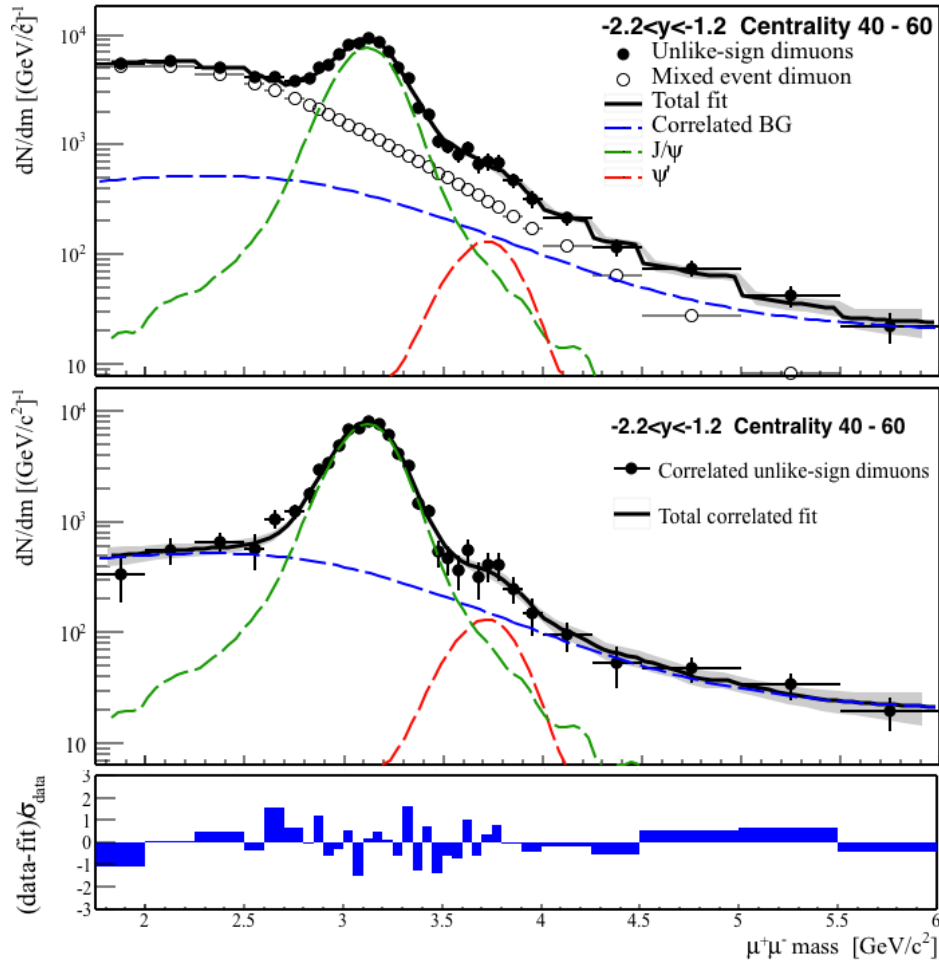 dN/dm [(GeV/c²]⁻¹
-2.2<y<-1.2 Centrality 40 - 60
Unlike-sign dimuons
Mixed event dimuon
Total fit
Correlated BG
J/ψ
ψ'
10⁴
10³
10²
10
dN/dm [(GeV/c²]⁻¹
-2.2<y<-1.2 Centrality 40 - 60
Correlated unlike-sign dimuons
Total correlated fit
10⁴
10³
10²
10
(data-fit)/σdata
3
2
1
0
-1
-2
-3
2 2.5 3 3.5 4 4.5 5 5.5 6
μ⁺μ⁻ mass [GeV/c²]